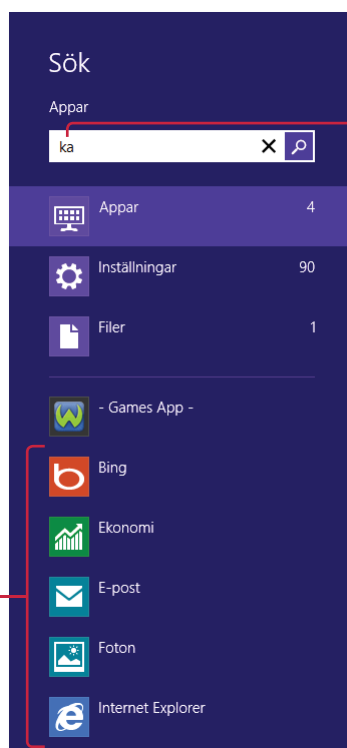 Sök
Appar
ka
Appar 4
Inställningar 90
Filer 1
- Games App -
Bing
Ekonomi
E-post
Foton
Internet Explorer